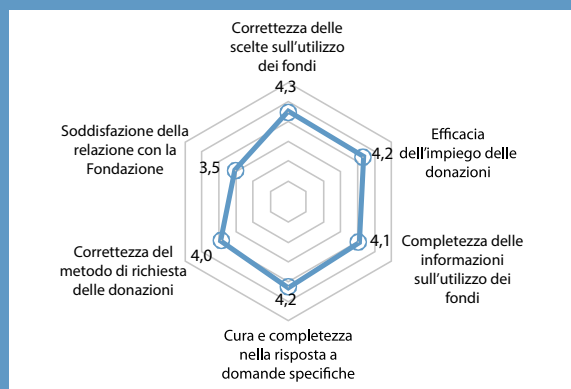 Correttezza delle
scelte sull'utilizzo
dei fondi
4,3
Efficacia
dell'impiego delle
donazioni
4,2
Completezza delle
informazioni
sull'utilizzo dei
fondi
4,1
Cura e completezza
nella risposta a
domande specifiche
4,2
Correttezza del
metodo di richiesta
delle donazioni
4,0
Soddisfazione della
relazione con la
Fondazione
3,5